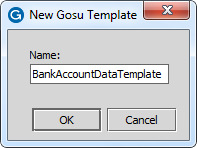 New Gosu Template
Name:
BankAccountDataTemplate
OK Cancel